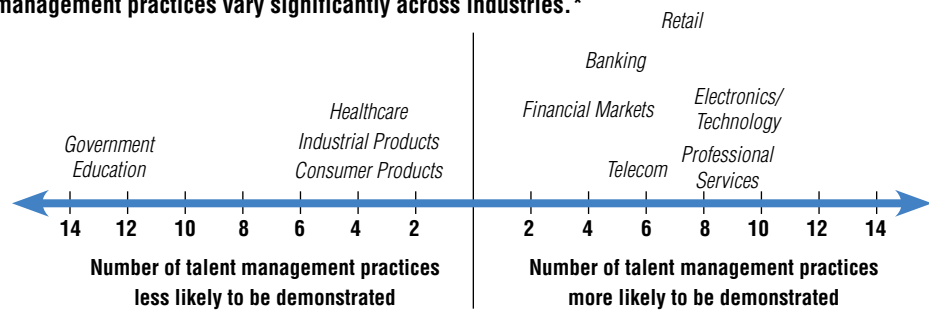 management practices vary significantly across industries.*
Retail
Banking
Healthcare
Financial Markets
Electronics/
Technology
Government
Education
Industrial Products
Consumer Products
Telecom
Professional
Services
14 12 10 8 6 4 2 2 4 6 8 10 12 14
Number of talent management practices
less likely to be demonstrated
Number of talent management practices
more likely to be demonstrated